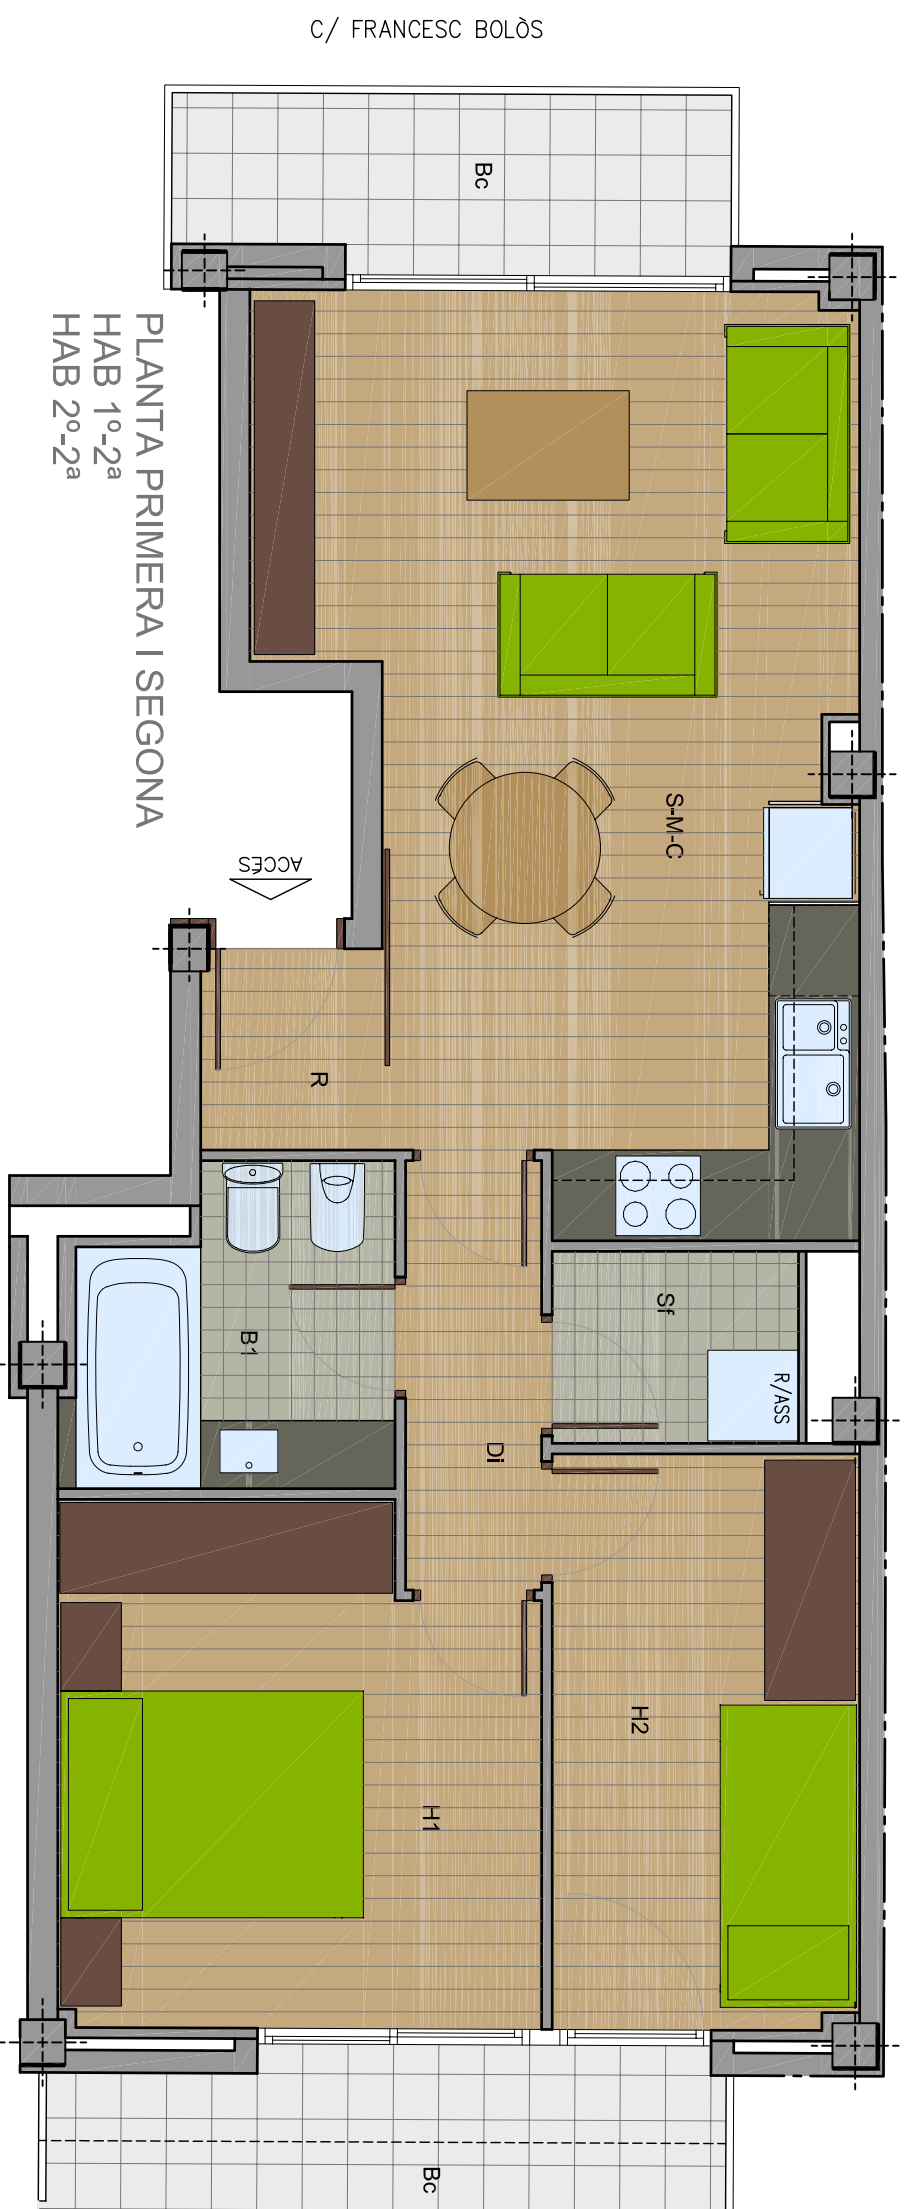 C/ FRANCESC BOLÒS
Bc
PLANTA PRIMERA I SEGONA
HAB 1º-2ª
HAB 2º-2ª
S-M-C
ACCÉS
R
Sf
B1
R/ASS
Di
H2
H1
Bc